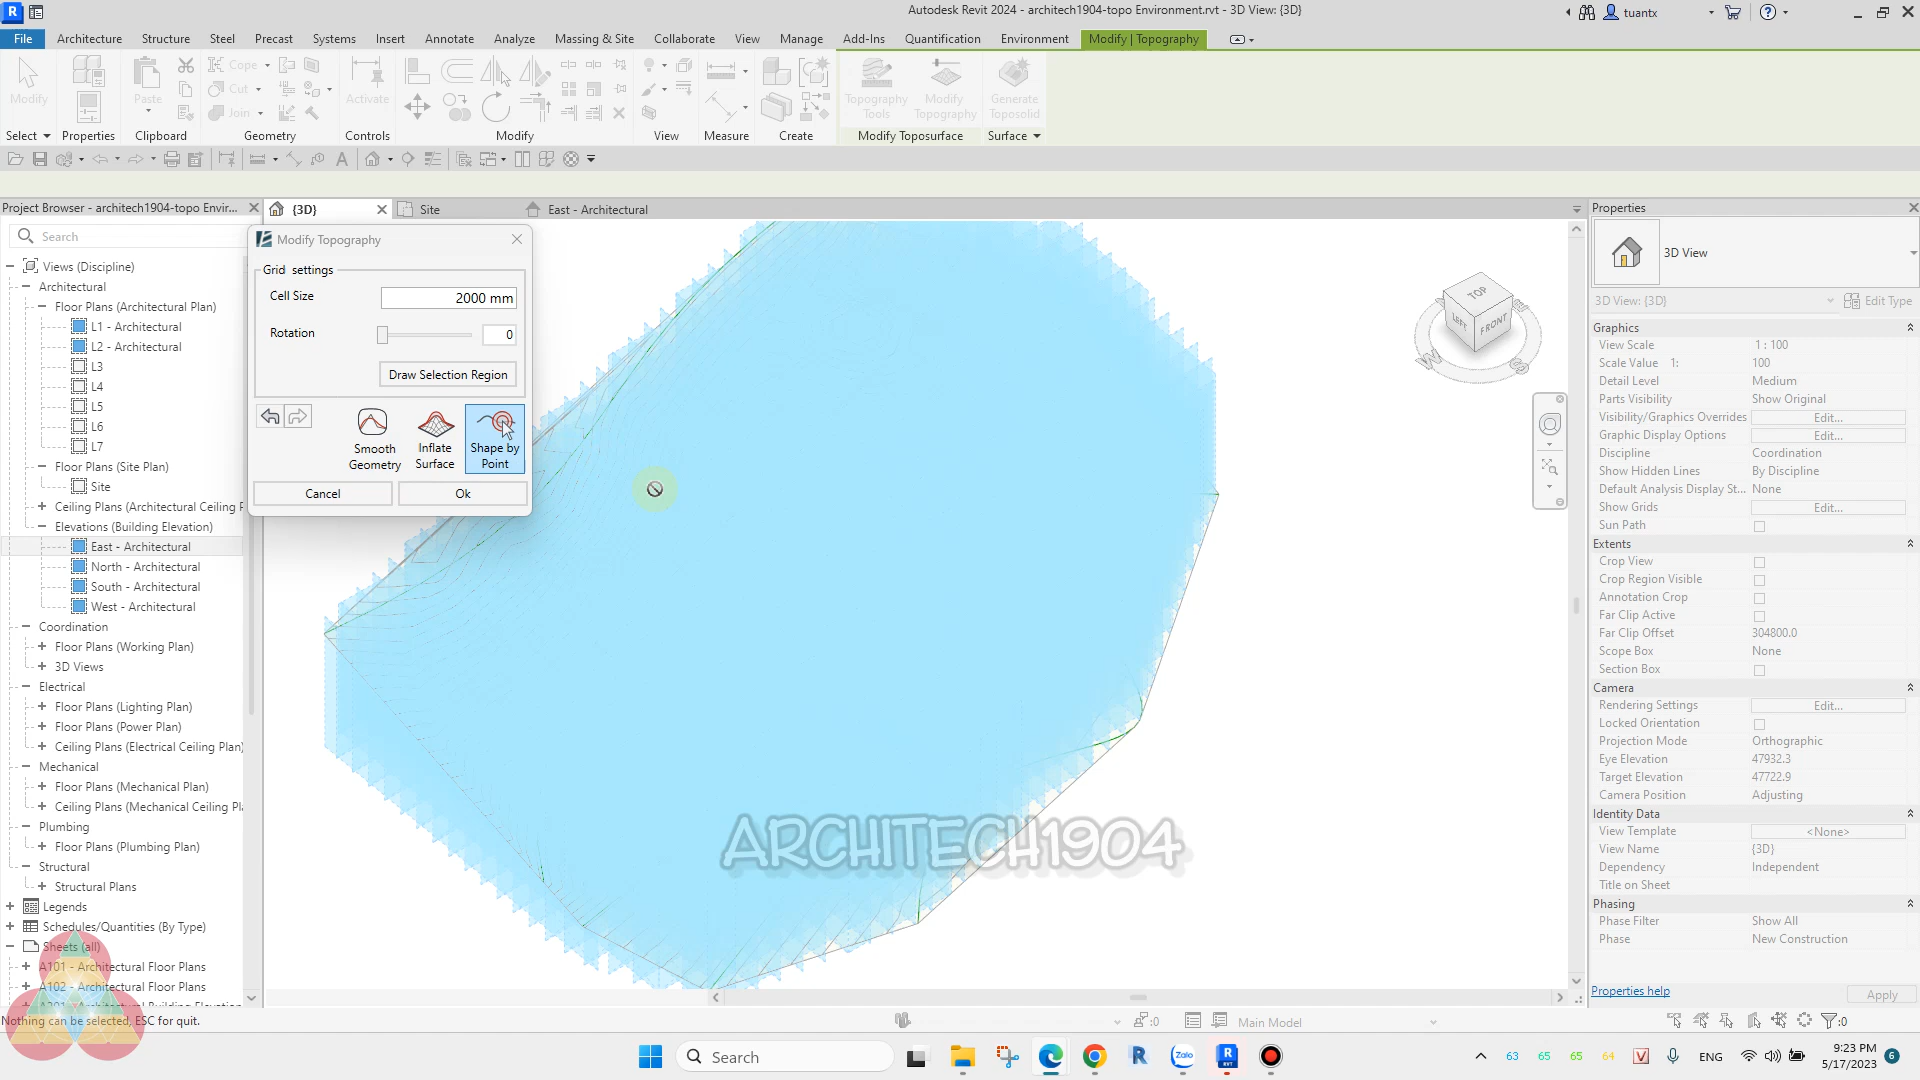 Autodesk Revit 2024 - architech1904-topo Environment.rvt - 3D View: {3D}
tuantx
File Architecture Structure Steel Precast Systems Insert Annotate Analyze Massing & Site Collaborate View Manage Add-Ins Quantification Environment Modify | Topography
Modify
Paste
Cope
Cut
Join
Activate
Topography Tools
Modify Topography
Generate Toposolid
Select Properties Clipboard Geometry Controls Modify View Measure Create Modify Toposurface Surface
Project Browser - architech1904-topo Envir...
{3D}
Site
East - Architectural
Properties
Search
Views (Discipline)
Architectural
Floor Plans (Architectural Plan)
L1 - Architectural
L2 - Architectural
L3
L4
L5
L6
L7
Floor Plans (Site Plan)
Site
Ceiling Plans (Architectural C
Elevations (Building Elevation)
East - Architectural
North - Architectural
South - Architectural
West - Architectural
Coordination
Floor Plans (Working Plan)
3D Views
Electrical
Floor Plans (Lighting Plan)
Floor Plans (Power Plan)
Ceiling Plans (Electrical Ceiling Plan)
Mechanical
Floor Plans (Mechanical Plan)
Ceiling Plans (Mechanical Ceiling Pl
Plumbing
Floor Plans (Plumbing Plan)
Structural
Structural Plans
Legends
Schedules/Quantities (By Type)
Sheets (all)
A101 - Architectural Floor Plans
A102 - Architectural Floor Plans
Modify Topography
Grid settings
Cell Size 2000 mm
Rotation 0
Draw Selection Region
Smooth Geometry
Inflate Surface
Shape by Point
Cancel Ok
TOP
LEFT
FRONT
W
S
ARCHITECH1904
3D View
3D View: {3D} Edit Type
Graphics
View Scale 1 : 100
Scale Value 1: 100
Detail Level Medium
Parts Visibility Show Original
Visibility/Graphics Overrides Edit...
Graphic Display Options Edit...
Discipline Coordination
Show Hidden Lines By Discipline
Default Analysis Display St... None
Show Grids Edit...
Sun Path
Extents
Crop View
Crop Region Visible
Annotation Crop
Far Clip Active
Far Clip Offset 304800.0
Scope Box None
Section Box
Camera
Rendering Settings Edit...
Locked Orientation
Projection Mode Orthographic
Eye Elevation 47932.3
Target Elevation 47722.9
Camera Position Adjusting
Identity Data
View Template <None>
View Name {3D}
Dependency Independent
Title on Sheet
Phasing
Phase Filter Show All
Phase New Construction
Properties help Apply
Nothing can be selected, ESC for quit.
:0
Main Model
:0
Search
Zalo
63 65 65 64
ENG
9:23 PM
5/17/2023
6